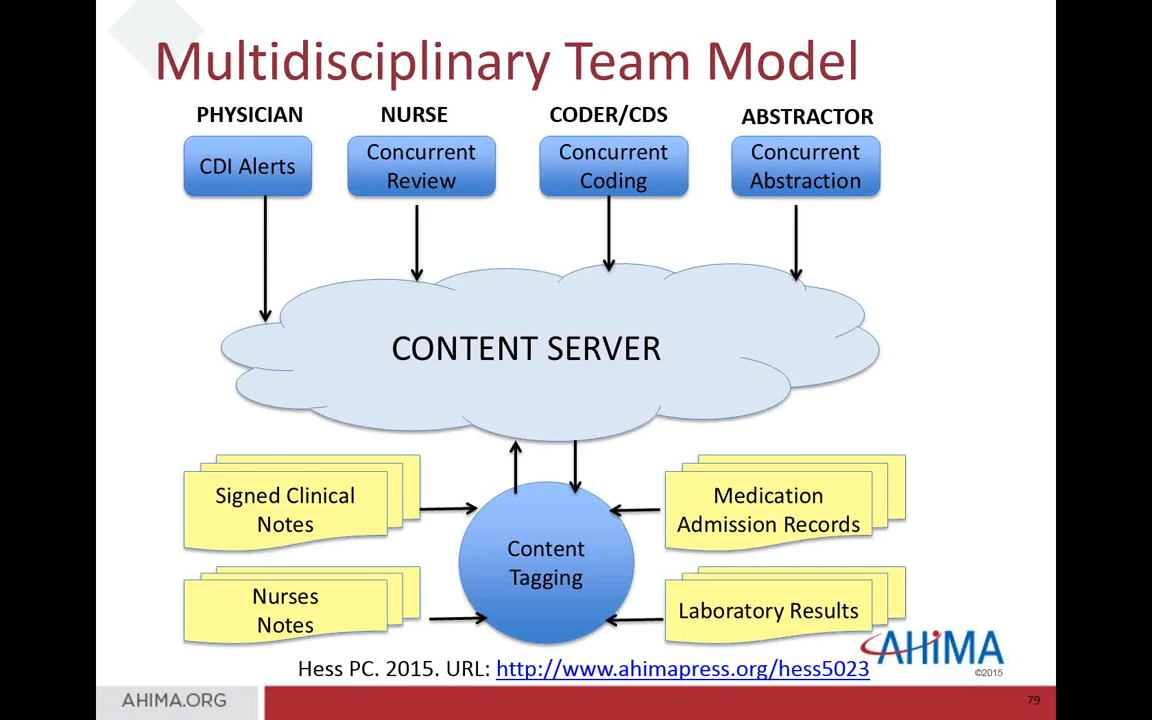 Multidisciplinary Team Model
PHYSICIAN
NURSE
CODER/CDS
ABSTRACTOR
CDI Alerts
Concurrent
Review
Concurrent
Coding
Concurrent
Abstraction
CONTENT SERVER
Signed Clinical
Notes
Medication
Admission Records
Content
Tagging
Nurses
Notes
Laboratory Results
AHIMA
©2015
Hess PC. 2015. URL: http://www.ahimapress.org/hess5023
AHIMA.ORG
79